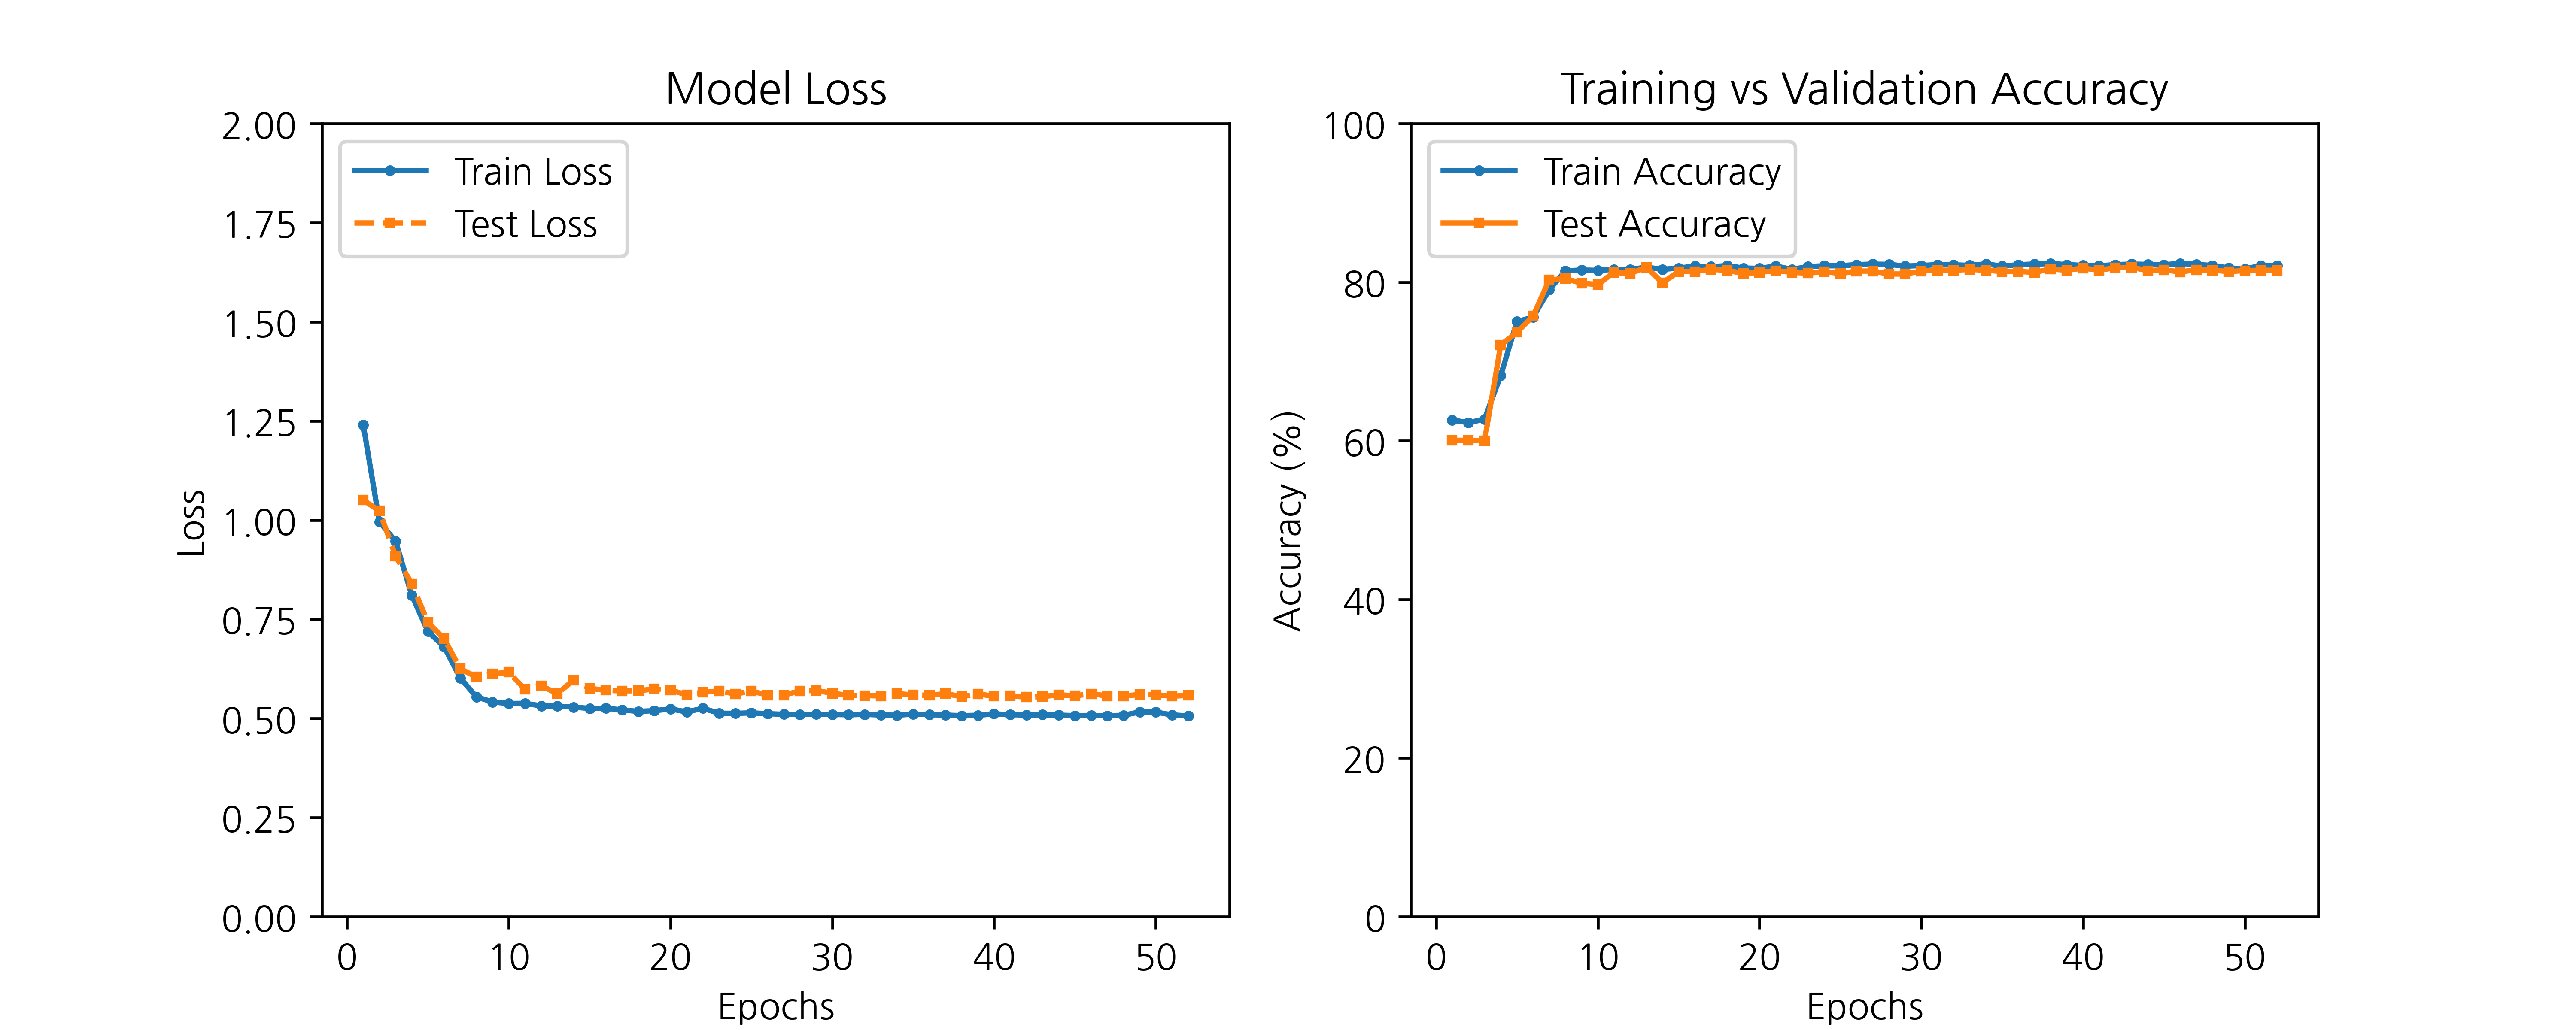 Model Loss
2.00
1.75
1.50
1.25
1.00
0.75
0.50
0.25
0.00
Loss
Train Loss
Test Loss
0 10 20 30 40 50
Epochs
Training vs Validation Accuracy
100
80
60
40
20
0
Accuracy (%)
Train Accuracy
Test Accuracy
0 10 20 30 40 50
Epochs